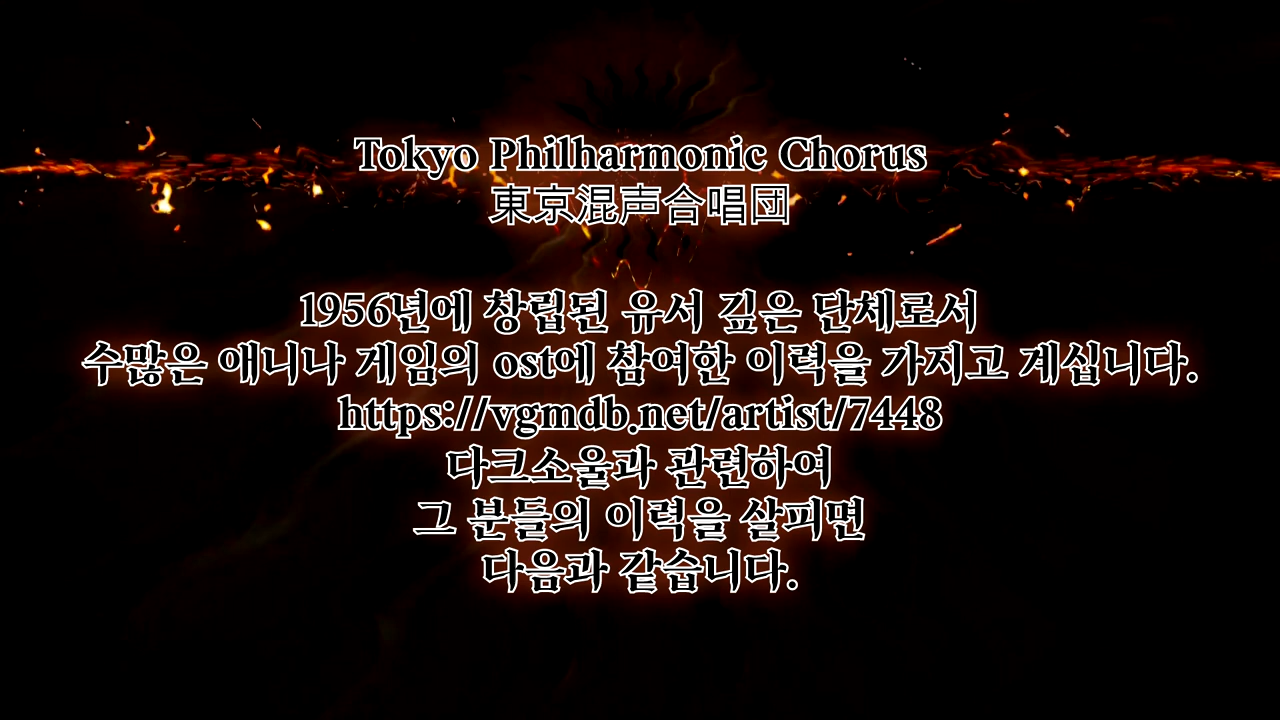 Tokyo Philharmonic Chorus
東京混声合唱団
1956년에 창립된 유서 깊은 단체로서
수많은 애니나 게임의 ost에 참여한 이력을 가지고 계십니다.
https://vgmdb.net/artist/7448
다크소울과 관련하여
그 분들의 이력을 살피면
다음과 같습니다.